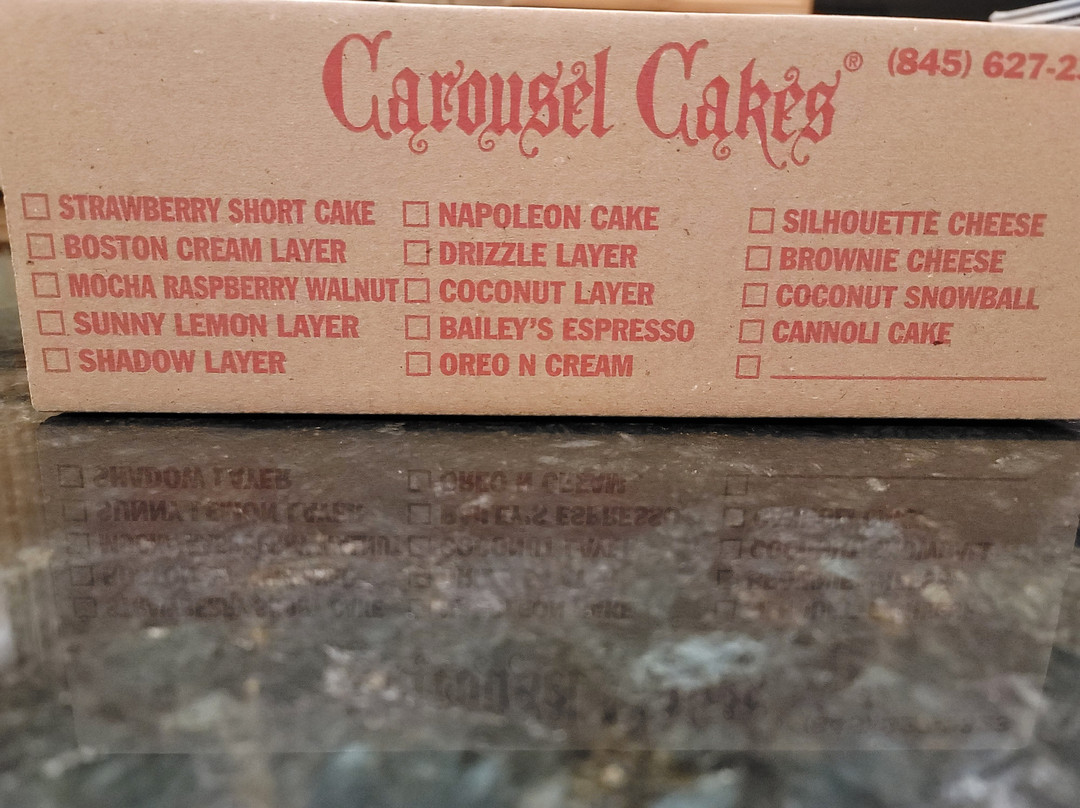 Carousel Cakes® (845) 627-2
STRAWBERRY SHORT CAKE
BOSTON CREAM LAYER
MOCHA RASPBERRY WALNUT
SUNNY LEMON LAYER
SHADOW LAYER
NAPOLEON CAKE
DRIZZLE LAYER
COCONUT LAYER
BAILEY'S ESPRESSO
OREO N CREAM
SILHOUETTE CHEESE
BROWNIE CHEESE
COCONUT SNOWBALL
CANNOLI CAKE